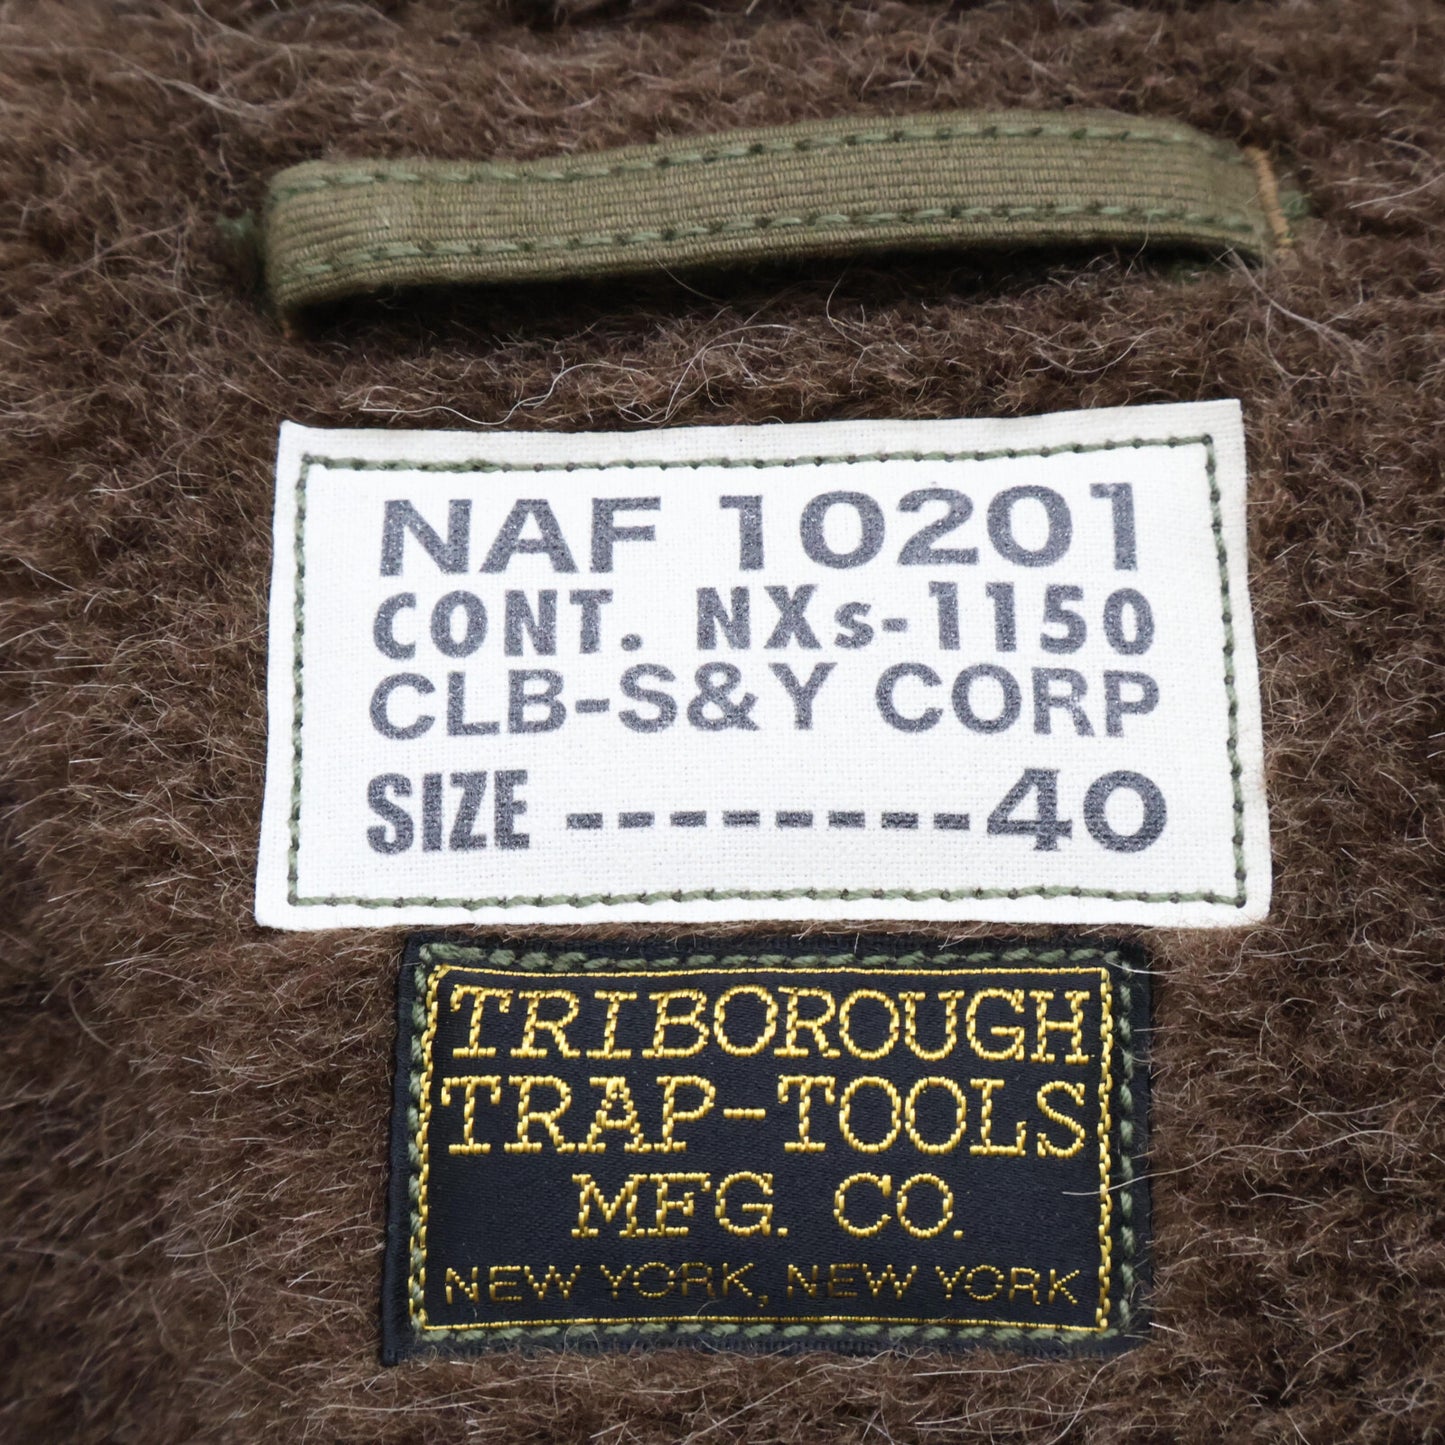 NAF 10201
CONT. NXs-1150
CLB-S&Y CORP
SIZE ---------40
TRIBOROUGH
TRAP-TOOLS
MFG. CO.
NEW YORK, NEW YORK